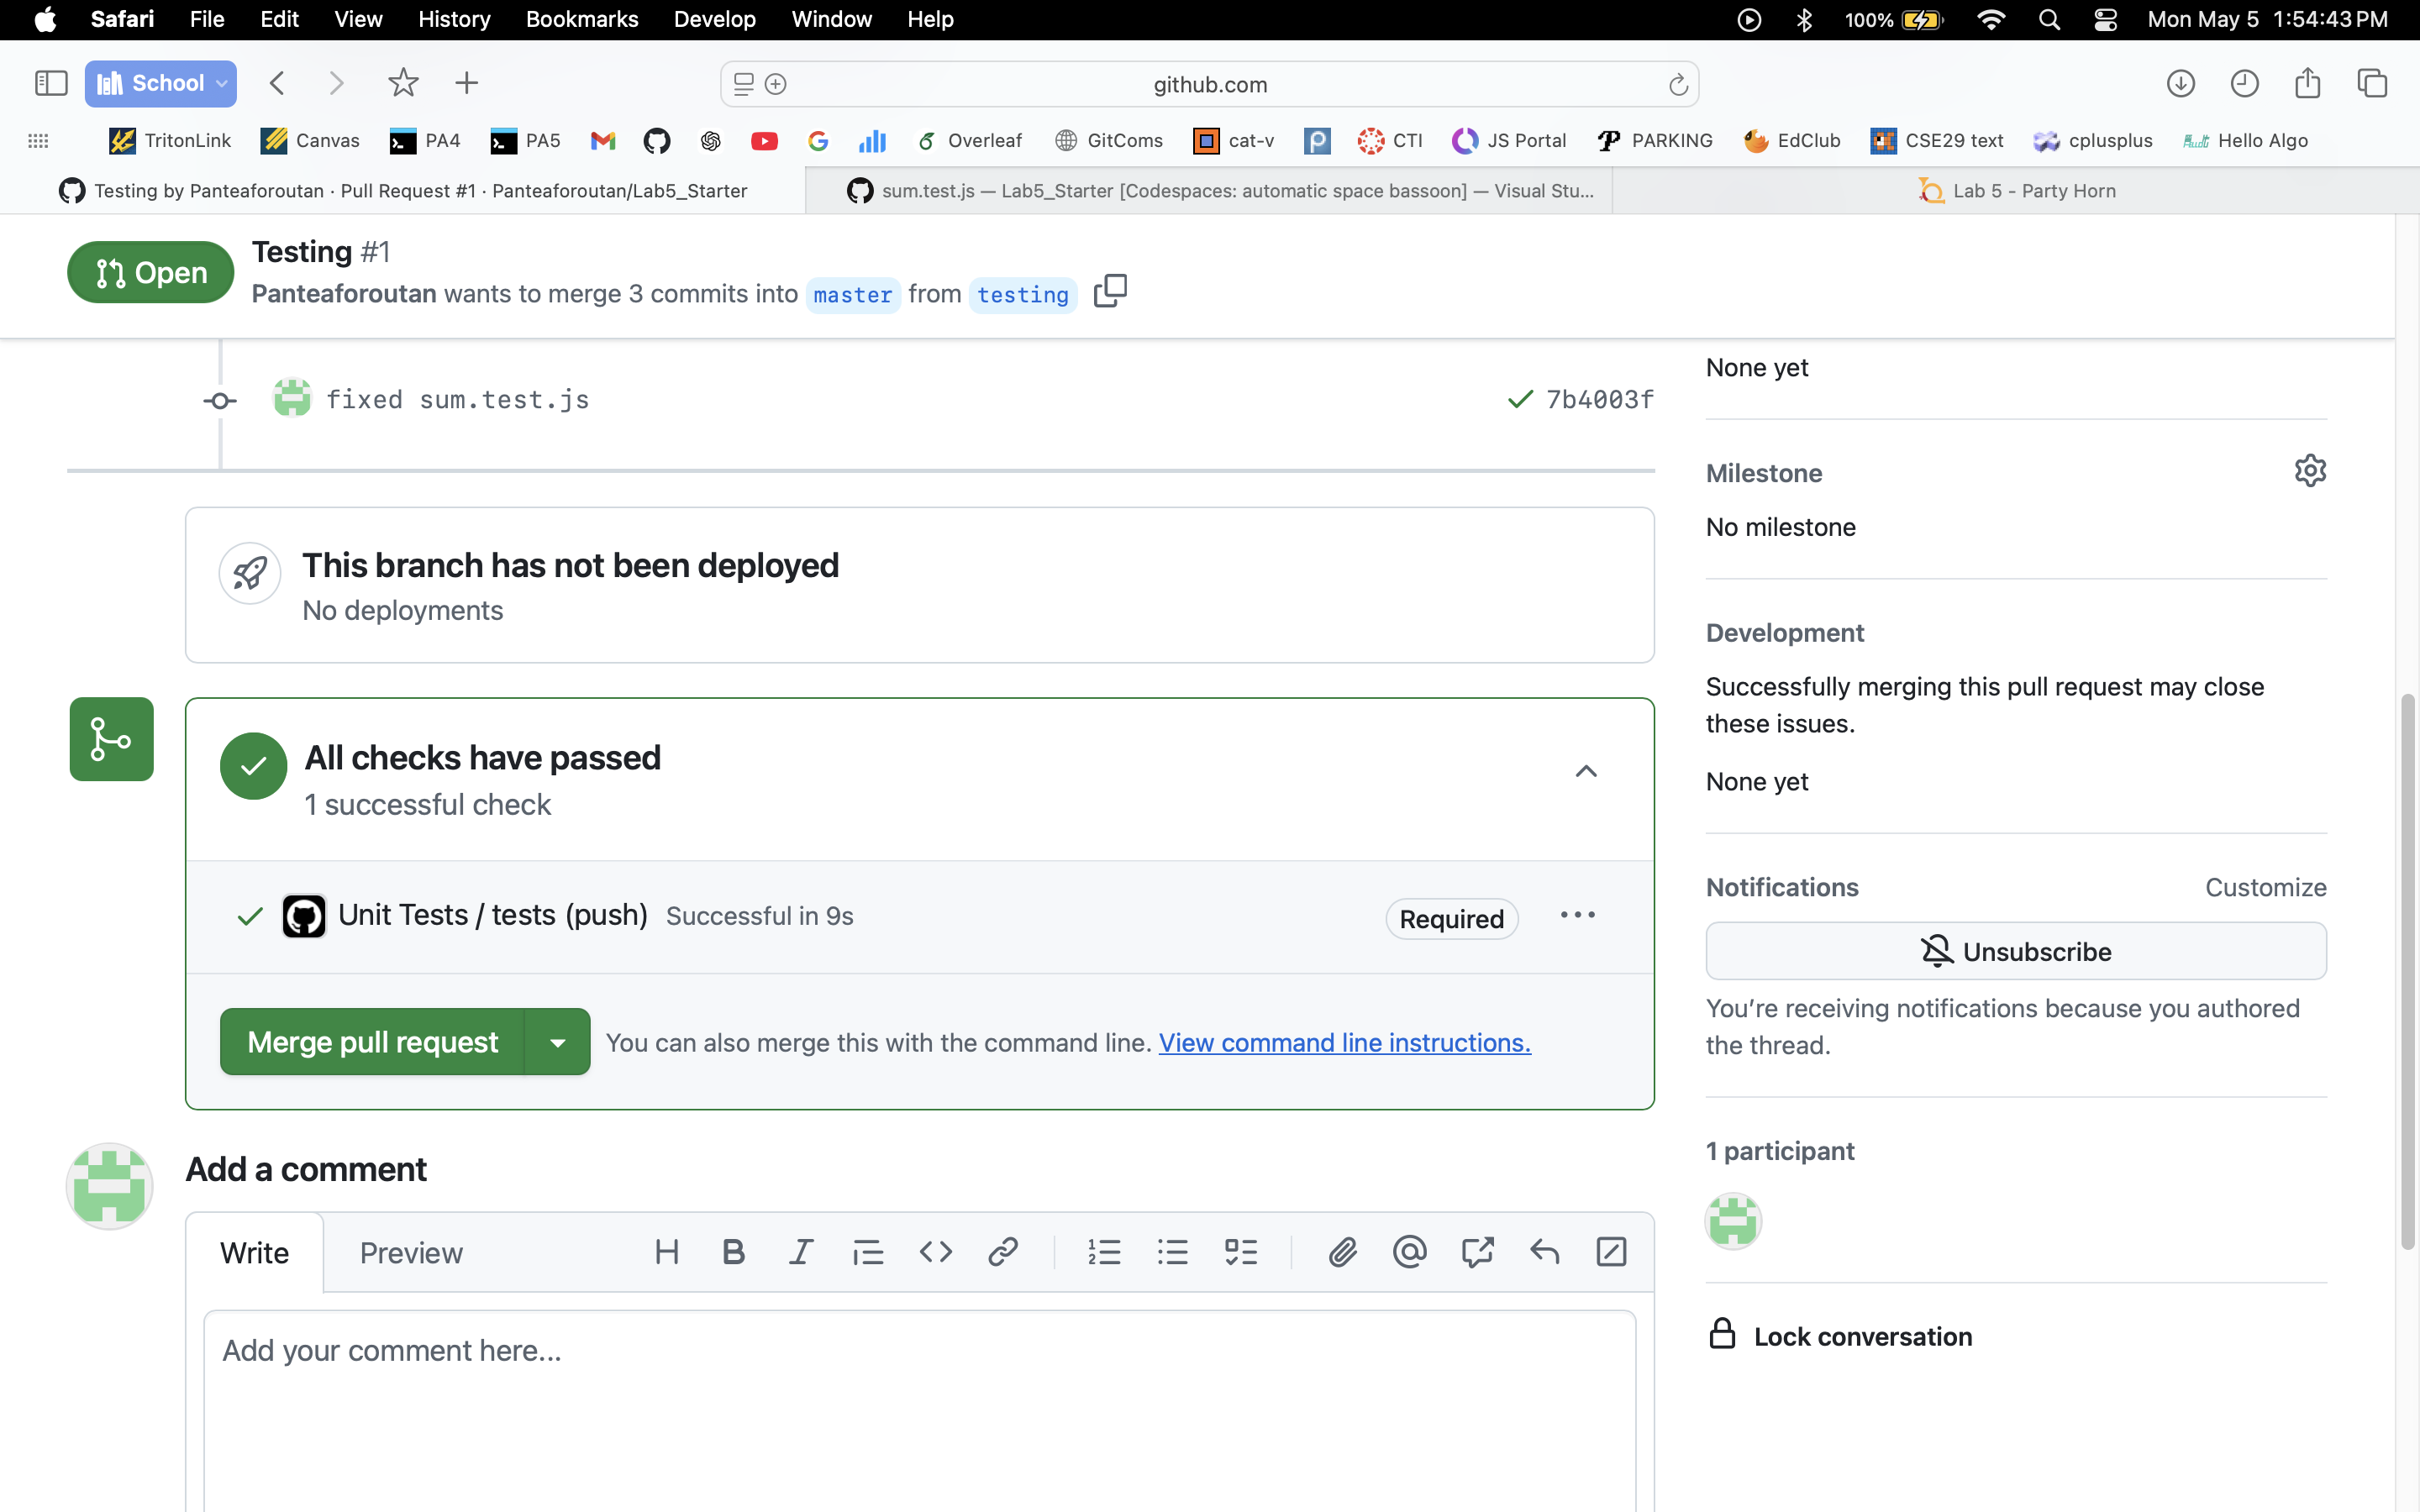 Safari File Edit View History Bookmarks Develop Window Help 100% Mon May 5 1:54:43 PM
School github.com
TritonLink Canvas PA4 PA5 Overleaf GitComs cat-v CTI JS Portal PARKING EdClub CSE29 text cplusplus Hello Algo
Testing by Panteaforoutan · Pull Request #1 · Panteaforoutan/Lab5_Starter sum.test.js — Lab5_Starter [Codespaces: automatic space bassoon] — Visual Stu... Lab 5 - Party Horn
Open
Testing #1
Panteaforoutan wants to merge 3 commits into master from testing
fixed sum.test.js 7b4003f
This branch has not been deployed
No deployments
All checks have passed
1 successful check
Unit Tests / tests (push) Successful in 9s Required
Merge pull request You can also merge this with the command line. View command line instructions.
Add a comment
Write Preview
Add your comment here...
None yet
Milestone
No milestone
Development
Successfully merging this pull request may close
these issues.
None yet
Notifications Customize
Unsubscribe
You're receiving notifications because you authored
the thread.
1 participant
Lock conversation